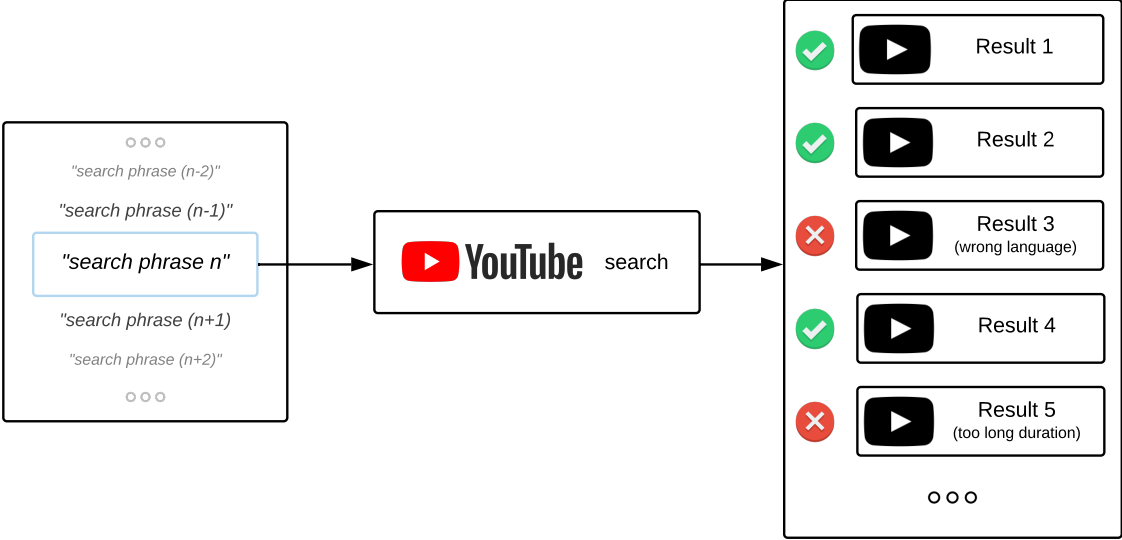 "search phrase (n-2)"
"search phrase (n-1)"
"search phrase n"
"search phrase (n+1)
"search phrase (n+2)"
YouTube search
Result 1
Result 2
Result 3
(wrong language)
Result 4
Result 5
(too long duration)